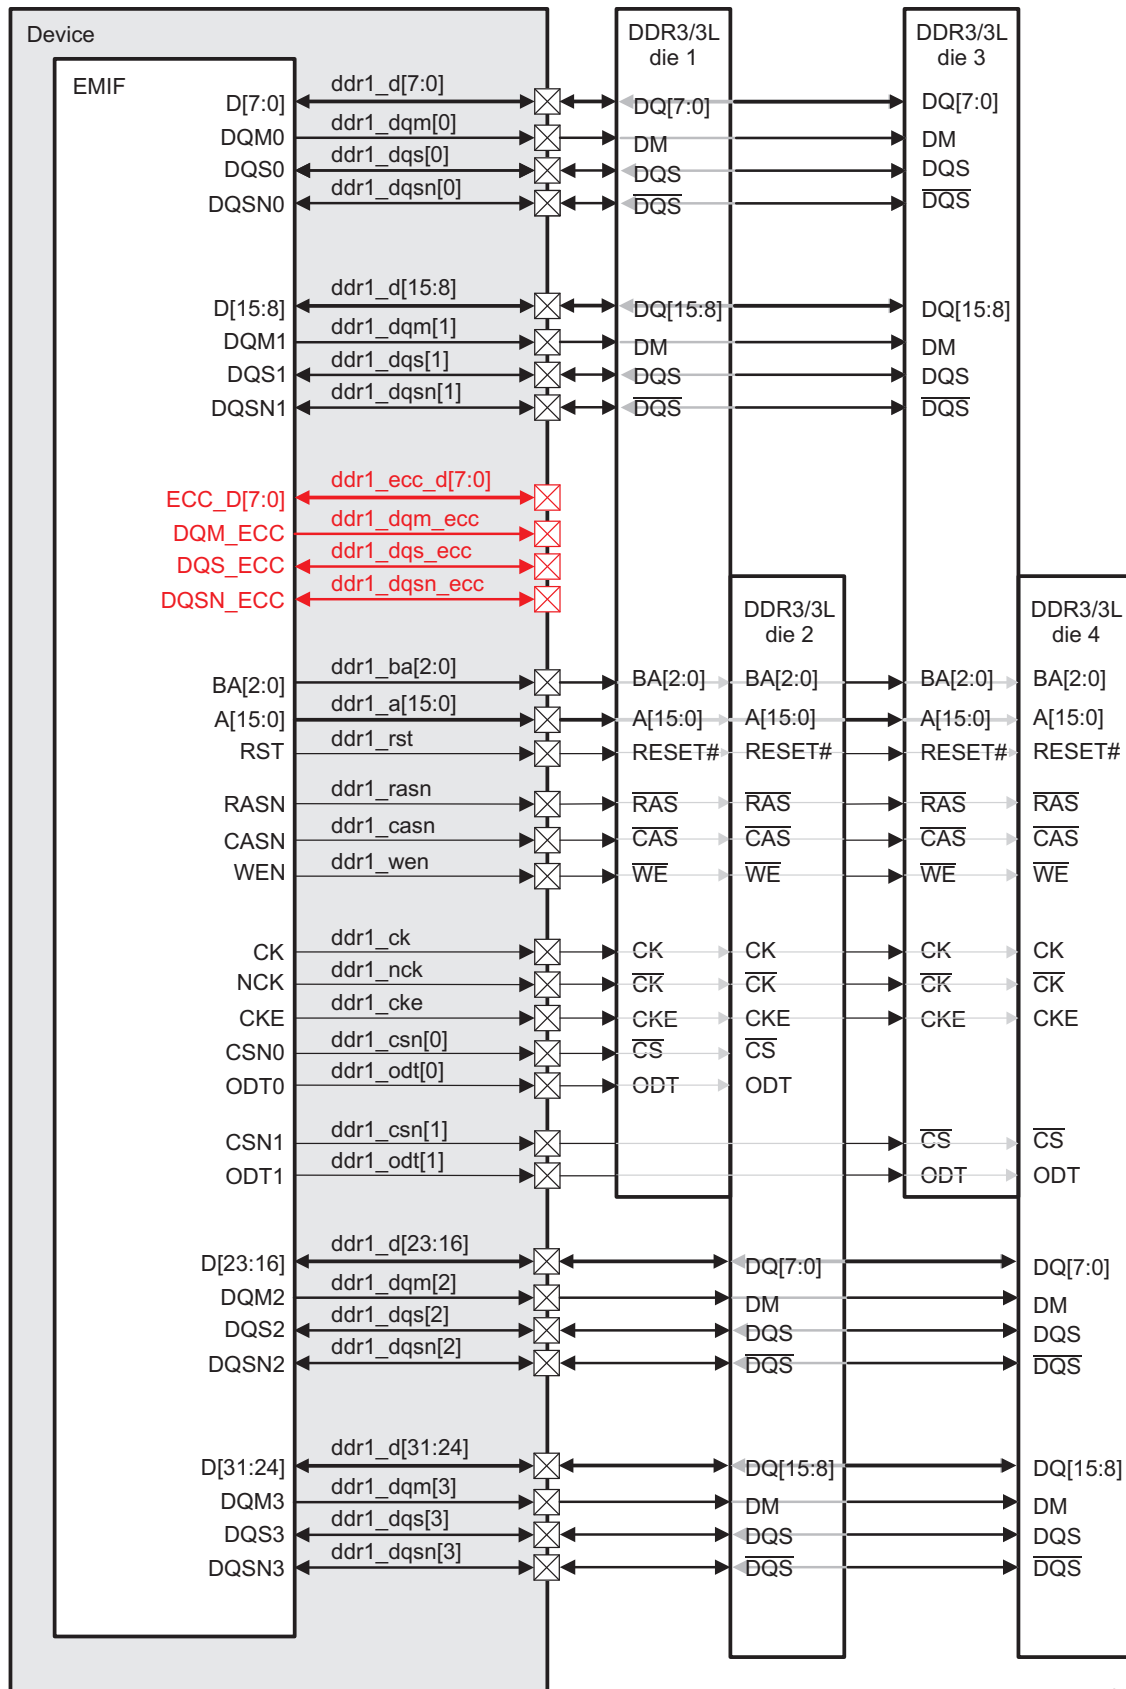 Device
DDR3/3L
die 1
DDR3/3L
die 3
EMIF
D[7:0] ddr1_d[7:0] DQ[7:0] DQ[7:0]
DQM0 ddr1_dqm[0] DM DM
DQS0 ddr1_dqs[0] DQS DQS
DQSN0 ddr1_dqsn[0] DQS DQS
D[15:8] ddr1_d[15:8] DQ[15:8] DQ[15:8]
DQM1 ddr1_dqm[1] DM DM
DQS1 ddr1_dqs[1] DQS DQS
DQSN1 ddr1_dqsn[1] DQS DQS
ECC_D[7:0] ddr1_ecc_d[7:0]
DQM_ECC ddr1_dqm_ecc
DQS_ECC ddr1_dqs_ecc
DQSN_ECC ddr1_dqsn_ecc
DDR3/3L
die 2
DDR3/3L
die 4
BA[2:0] ddr1_ba[2:0] BA[2:0] BA[2:0] BA[2:0] BA[2:0]
A[15:0] ddr1_a[15:0] A[15:0] A[15:0] A[15:0] A[15:0]
RST ddr1_rst RESET# RESET# RESET# RESET#
RASN ddr1_rasn RAS RAS RAS RAS
CASN ddr1_casn CAS CAS CAS CAS
WEN ddr1_wen WE WE WE WE
CK ddr1_ck CK CK CK CK
NCK ddr1_nck CK CK CK CK
CKE ddr1_cke CKE CKE CKE CKE
CSN0 ddr1_csn[0] CS CS
ODT0 ddr1_odt[0] ODT ODT
CSN1 ddr1_csn[1] CS CS
ODT1 ddr1_odt[1] ODT ODT
D[23:16] ddr1_d[23:16] DQ[7:0] DQ[7:0]
DQM2 ddr1_dqm[2] DM DM
DQS2 ddr1_dqs[2] DQS DQS
DQSN2 ddr1_dqsn[2] DQS DQS
D[31:24] ddr1_d[31:24] DQ[15:8] DQ[15:8]
DQM3 ddr1_dqm[3] DM DM
DQS3 ddr1_dqs[3] DQS DQS
DQSN3 ddr1_dqsn[3] DQS DQS